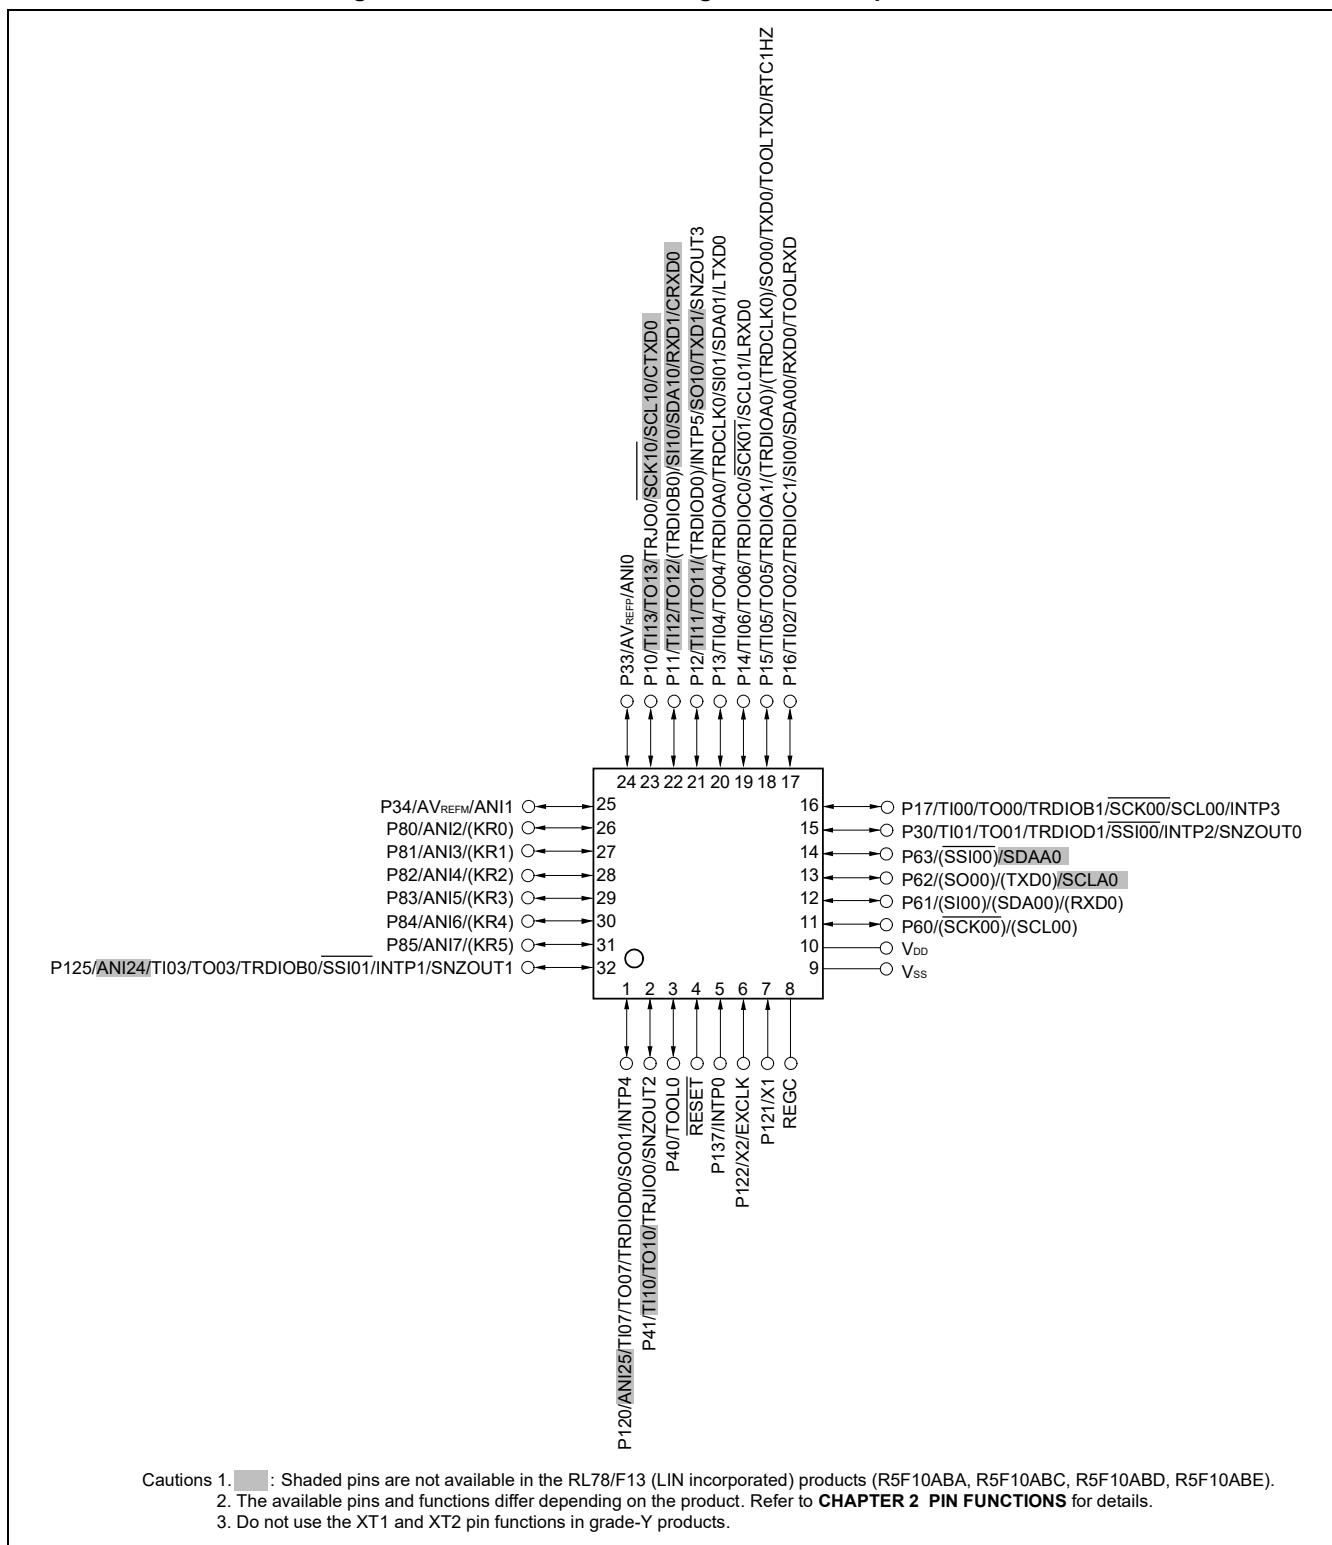 P33/AVREFP/ANI0
P10/TI13/TO13/TRJO0/SCK10/SCL10/CTXD0
P11/TI12/TO12/(TRDIOB0)/SI10/SDA10/RXD1/CRXD0
P12/TI11/TO11/(TRDIOD0)/INTP5/SO10/TXD1/SNZOUT3
P13/TI04/TO04/TRDIOA0/TRDCLK0/SI01/SDA01/LTXD0
P14/TI06/TO06/TRDIOC0/SCK01/SCL01/LRXD0
P15/TI05/TO05/TRDIOA1/(TRDIOA0)/(TRDCLK0)/SO00/TXD0/TOOLTXD/RTC1HZ
P16/TI02/TO02/TRDIOC1/SI00/SDA00/RXD0/TOOLRXD
24 23 22 21 20 19 18 17
P34/AVREFM/ANI1 25
P80/ANI2/(KR0) 26
P81/ANI3/(KR1) 27
P82/ANI4/(KR2) 28
P83/ANI5/(KR3) 29
P84/ANI6/(KR4) 30
P85/ANI7/(KR5) 31
P125/ANI24/TI03/TO03/TRDIOB0/SSI01/INTP1/SNZOUT1 32
16 P17/TI00/TO00/TRDIOB1/SCK00/SCL00/INTP3
15 P30/TI01/TO01/TRDIOD1/SSI00/INTP2/SNZOUT0
14 P63/(SSI00)/SDAA0
13 P62/(SO00)/(TXD0)/SCLA0
12 P61/(SI00)/(SDA00)/(RXD0)
11 P60/(SCK00)/(SCL00)
10 VDD
9 VSS
1 2 3 4 5 6 7 8
P120/ANI25/TI07/TO07/TRDIOD0/SO01/INTP4
P41/TI10/TO10/TRJIO0/SNZOUT2
P40/TOOL0
RESET
P137/INTP0
P122/X2/EXCLK
P121/X1
REGC
Cautions 1. : Shaded pins are not available in the RL78/F13 (LIN incorporated) products (R5F10ABA, R5F10ABC, R5F10ABD, R5F10ABE).
2. The available pins and functions differ depending on the product. Refer to CHAPTER 2 PIN FUNCTIONS for details.
3. Do not use the XT1 and XT2 pin functions in grade-Y products.